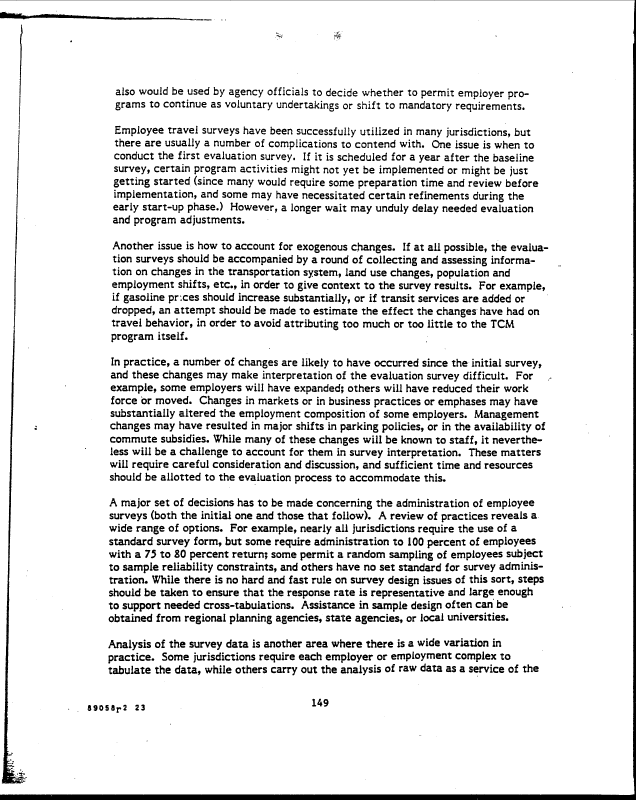 also would be used by agency officials to decide whether to permit employer pro-
grams to continue as voluntary undertakings or shift to mandatory requirements.
Employee travel surveys have been successfully utilized in many jurisdictions, but
there are usually a number of complications to contend with. One issue is when to
conduct the first evaluation survey. If it is scheduled for a year after the baseline
survey, certain program activities might not yet be implemented or might be just
getting started (since many would require some preparation time and review before
implementation, and some may have necessitated certain refinements during the
early start-up phase.) However, a longer wait may unduly delay needed evaluation
and program adjustments.
Another issue is how to account for exogenous changes. If at all possible, the evalua-
tion surveys should be accompanied by a round of collecting and assessing informa-
tion on changes in the transportation system, land use changes, population and
employment shifts, etc., in order to give context to the survey results. For example,
if gasoline prices should increase substantially, or if transit services are added or
dropped, an attempt should be made to estimate the effect the changes have had on
travel behavior, in order to avoid attributing too much or too little to the TCM
program itself.
In practice, a number of changes are likely to have occurred since the initial survey,
and these changes may make interpretation of the evaluation survey difficult. For
example, some employers will have expanded; others will have reduced their work
force or moved. Changes in markets or in business practices or emphases may have
substantially altered the employment composition of some employers. Management
changes may have resulted in major shifts in parking policies, or in the availability of
commute subsidies. While many of these changes will be known to staff, it neverthe-
less will be a challenge to account for them in survey interpretation. These matters
will require careful consideration and discussion, and sufficient time and resources
should be allotted to the evaluation process to accommodate this.
A major set of decisions has to be made concerning the administration of employee
surveys (both the initial one and those that follow). A review of practices reveals a
wide range of options. For example, nearly all jurisdictions require the use of a
standard survey form, but some require administration to 100 percent of employees
with a 75 to 80 percent return; some permit a random sampling of employees subject
to sample reliability constraints, and others have no set standard for survey adminis-
tration. While there is no hard and fast rule on survey design issues of this sort, steps
should be taken to ensure that the response rate is representative and large enough
to support needed cross-tabulations. Assistance in sample design often can be
obtained from regional planning agencies, state agencies, or local universities.
Analysis of the survey data is another area where there is a wide variation in
practice. Some jurisdictions require each employer or employment complex to
tabulate the data, while others carry out the analysis of raw data as a service of the
89058r2 23
149